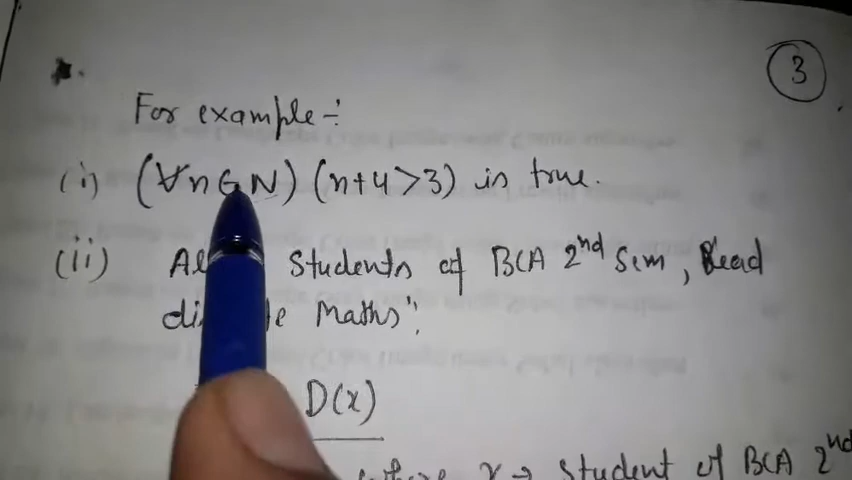 3
For example :-
(i) (∀n∈N) (n+4>3) is true.
(ii) Students of BCA 2nd Sem, Read
Maths",
D(x)
where x → Student of BCA 2nd